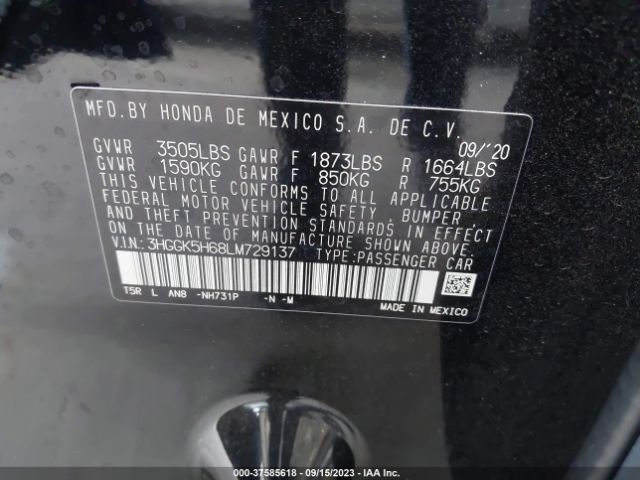 MFD.BY HONDA DE MEXICO S.A. DE C.V.
09/'20
GVWR 3505LBS GAWR F 1873LBS R 1664LBS
GVWR 1590KG GAWR F 850KG R 755KG
THIS VEHICLE CONFORMS TO ALL APPLICABLE
FEDERAL MOTOR VEHICLE SAFETY, BUMPER
AND THEFT PREVENTION STANDARDS IN EFFECT
ON THE DATE OF MANUFACTURE SHOWN ABOVE.
V.I.N.: 3HGGK5H68LM729137 TYPE:PASSENGER CAR
T5R L AN8 -NH731P -N -M
MADE IN MEXICO
000-37585618 - 09/15/2023 - IAA Inc.